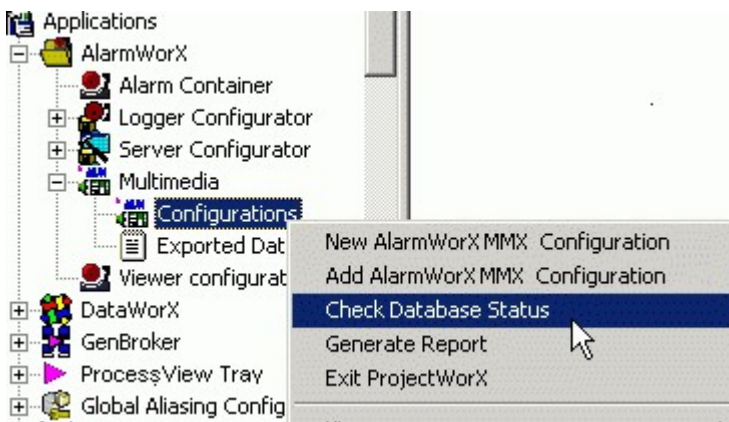 Applications
AlarmWorX
Alarm Container
Logger Configurator
Server Configurator
Multimedia
Configurations
Exported Dat
Viewer configurat
DataWorX
GenBroker
ProcessView Tray
Global Aliasing Config
New AlarmWorX MMX Configuration
Add AlarmWorX MMX Configuration
Check Database Status
Generate Report
Exit ProjectWorX